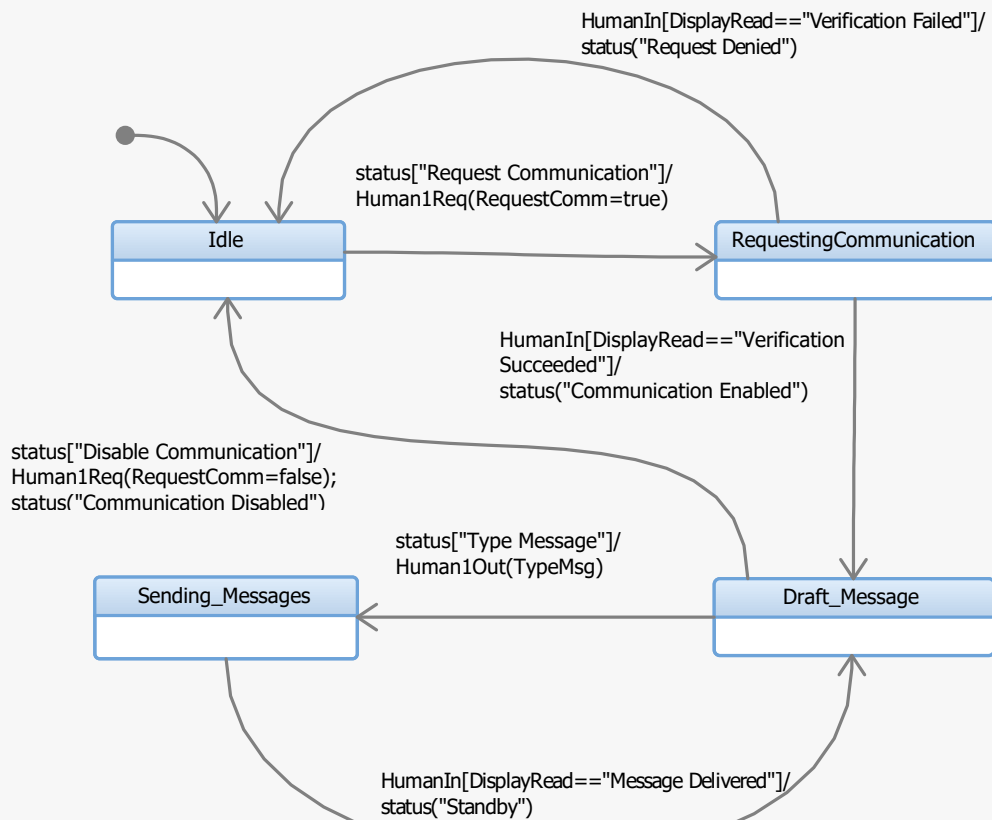 HumanIn[DisplayRead=="Verification Failed"]/
status("Request Denied")
status["Request Communication"]/
Human1Req(RequestComm=true)
Idle
RequestingCommunication
HumanIn[DisplayRead=="Verification
Succeeded"]/
status("Communication Enabled")
status["Disable Communication"]/
Human1Req(RequestComm=false);
status("Communication Disabled")
status["Type Message"]/
Human1Out(TypeMsg)
Sending_Messages
Draft_Message
HumanIn[DisplayRead=="Message Delivered"]/
status("Standby")